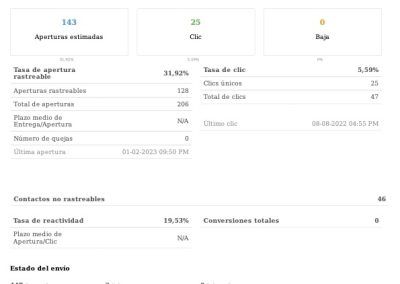 143
25
0
Aperturas estimadas
Clic
Baja
31,92%
5,59%
0%
Tasa de apertura
rastreable
31,92%
Aperturas rastreables
128
Total de aperturas
206
Plazo medio de
Entrega/Apertura
N/A
Número de quejas
0
Última apertura
01-02-2023 09:50 PM
Tasa de clic
5,59%
Clics únicos
25
Total de clics
47
Último clic
08-08-2022 04:55 PM
Contactos no rastreables
46
Tasa de reactividad
19,53%
Conversiones totales
0
Plazo medio de
Apertura/Clic
N/A
Estado del envío